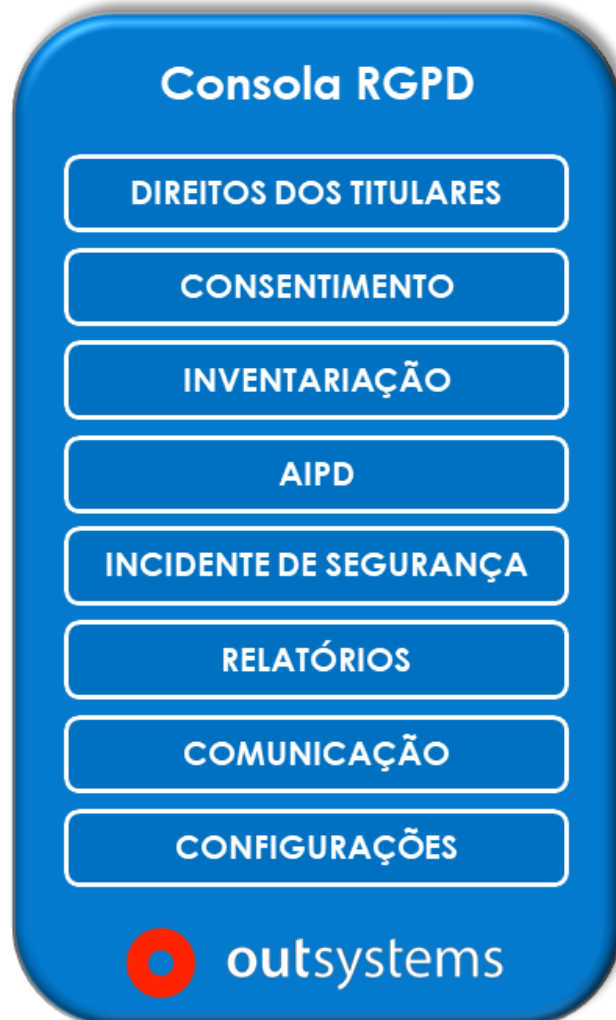 Consola RGPD
DIREITOS DOS TITULARES
CONSENTIMENTO
INVENTARIAÇÃO
AIPD
INCIDENTE DE SEGURANÇA
RELATÓRIOS
COMUNICAÇÃO
CONFIGURAÇÕES
outsystems